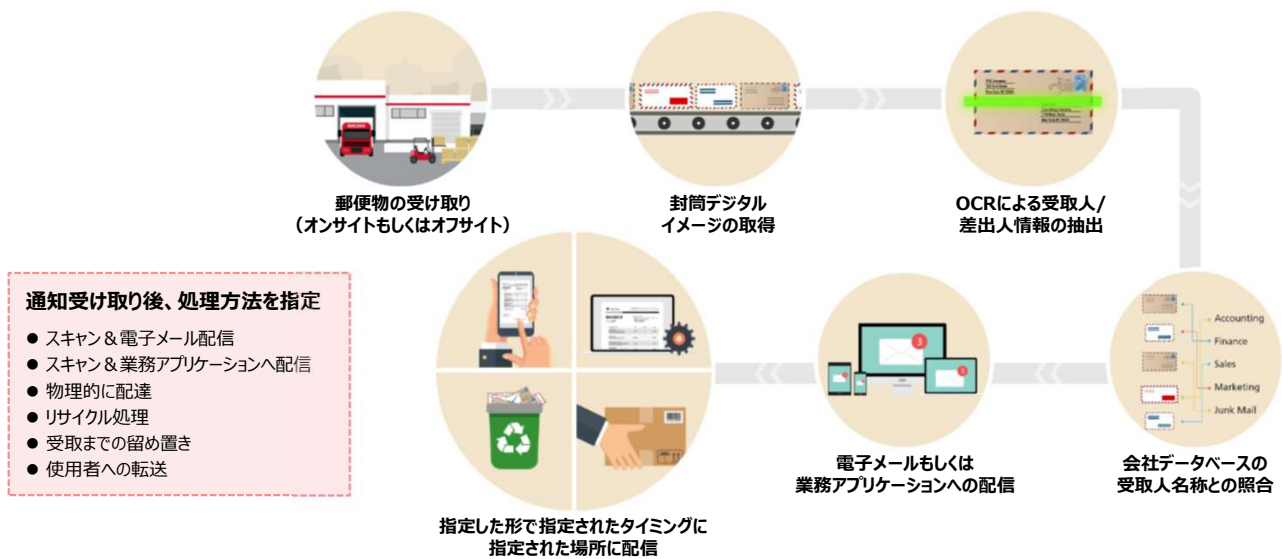 郵便物の受け取り
（オンサイトもしくはオフサイト）
封筒デジタル
イメージの取得
OCRによる受取人/
差出人情報の抽出
Accounting
Finance
Sales
Marketing
Junk Mail
会社データベースの
受取人名称との照合
3
電子メールもしくは
業務アプリケーションへの配信
指定した形で指定されたタイミングに
指定された場所に配信
通知受け取り後、処理方法を指定
● スキャン＆電子メール配信
● スキャン＆業務アプリケーションへ配信
● 物理的に配達
● リサイクル処理
● 受取までの留め置き
● 使用者への転送